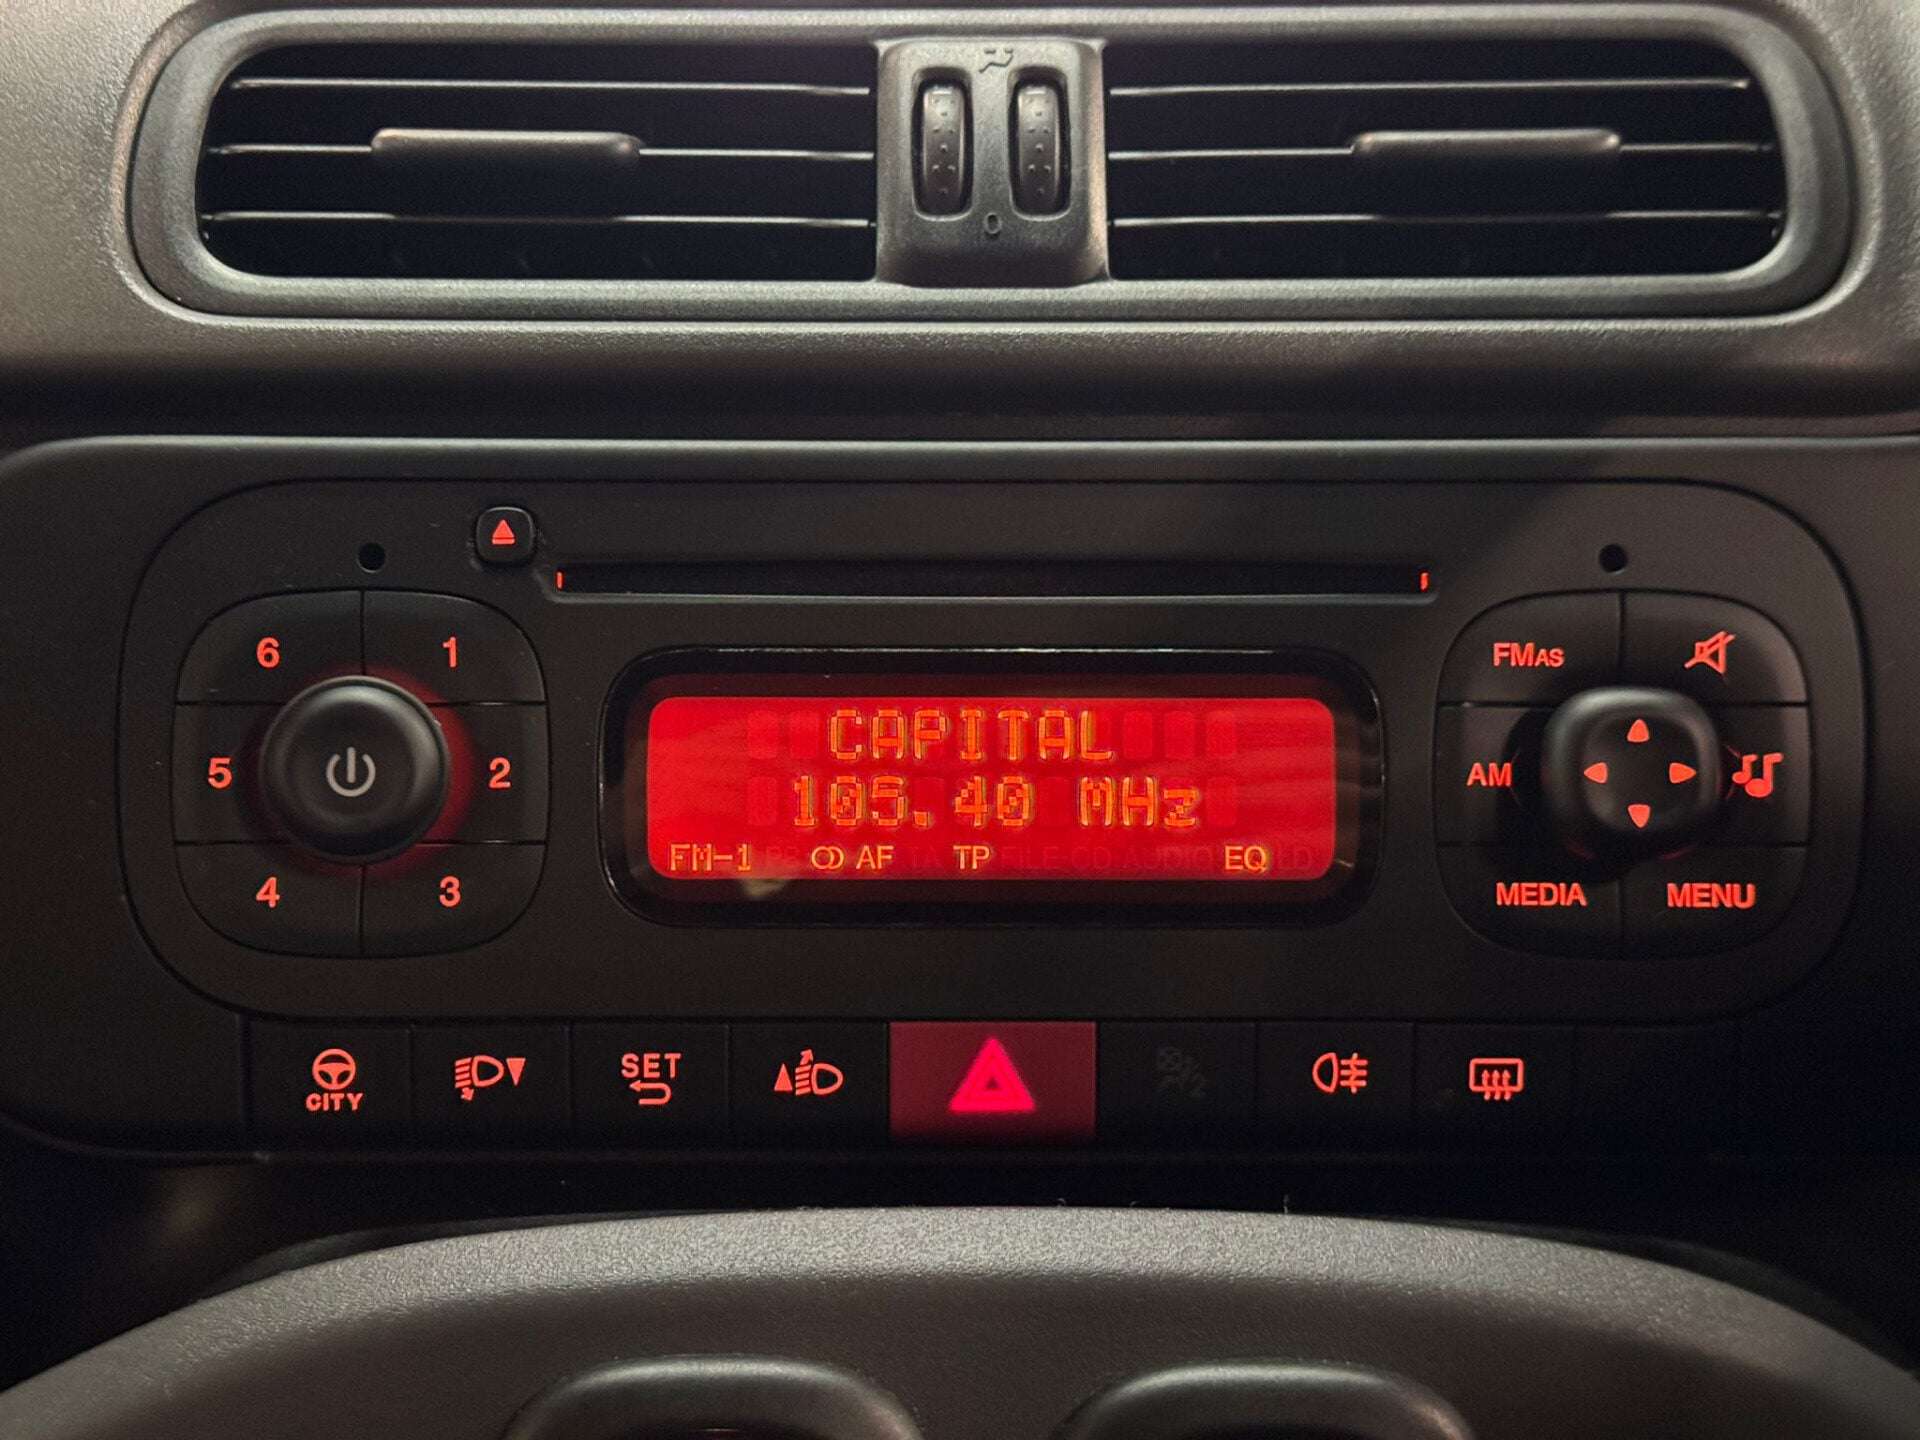 6 1
5 2
4 3
CAPITAL
105.40 MHz
FM-1 AF TP EQ
FMAS
AM
MEDIA MENU
CITY
SET
0